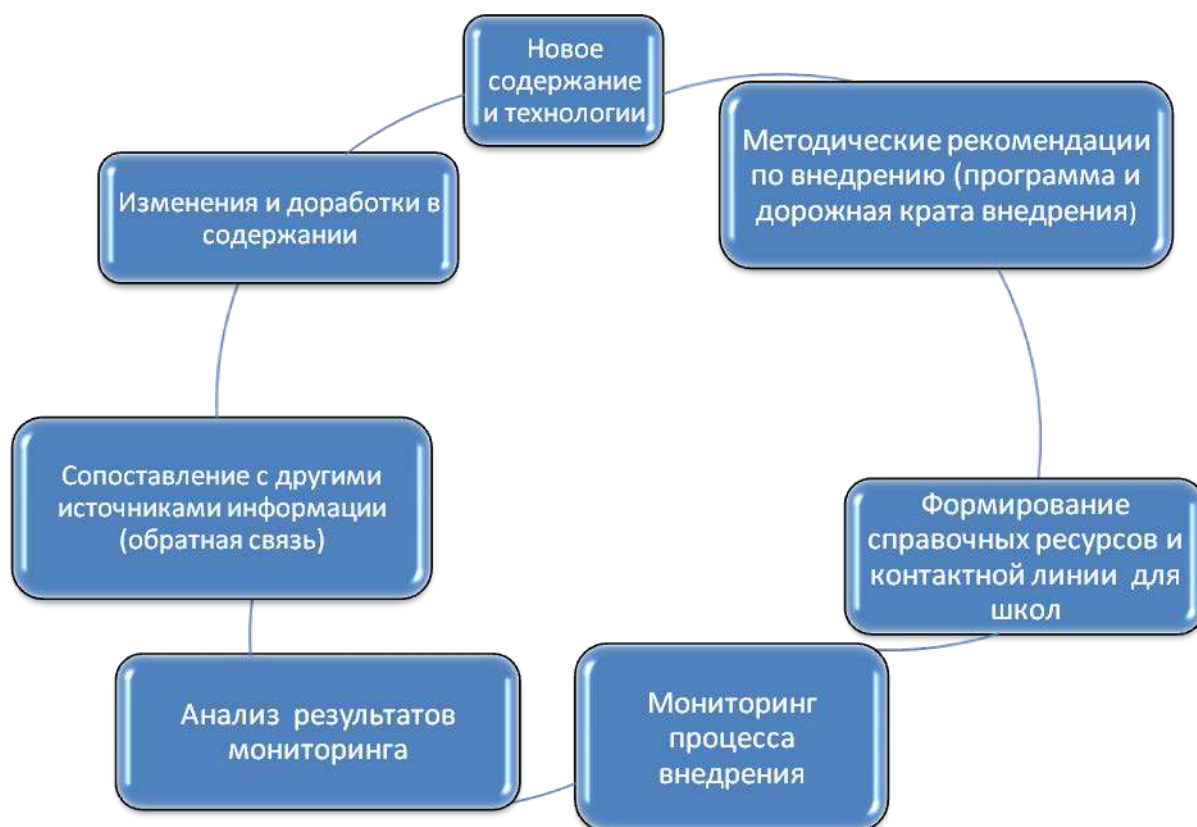 Новое
содержание
и технологии
Методические рекомендации
по внедрению (программа и
дорожная крата внедрения)
Формирование
справочных ресурсов и
контактной линии для
школ
Мониторинг
процесса
внедрения
Анализ результатов
мониторинга
Сопоставление с другими
источниками информации
(обратная связь)
Изменения и доработки в
содержании